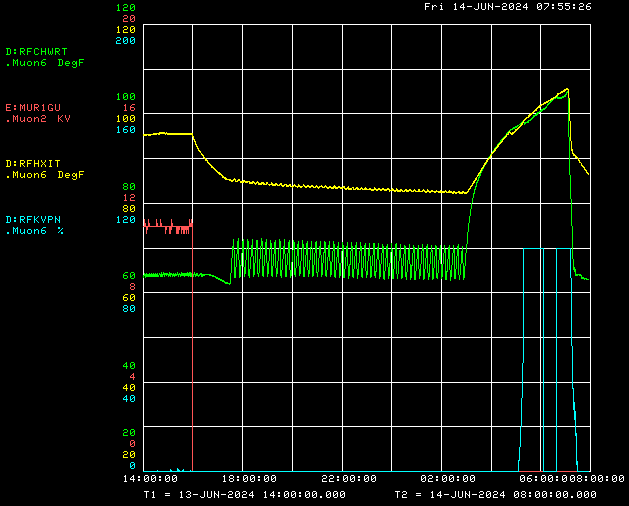 Fri 14-JUN-2024 07:55:26
120
20
120
200
D:RFCHWRT
.Muon6 DegF
100
16
100
160
E:MUR1GU
.Muon2 KV
D:RFHXIT
.Muon6 DegF
80
12
80
120
D:RFKVPN
.Muon6 %
60
8
60
80
40
4
40
40
20
0
20
0
14:00:00 18:00:00 22:00:00 02:00:00 06:00:00 08:00:00
T1 = 13-JUN-2024 14:00:00.000 T2 = 14-JUN-2024 08:00:00.000